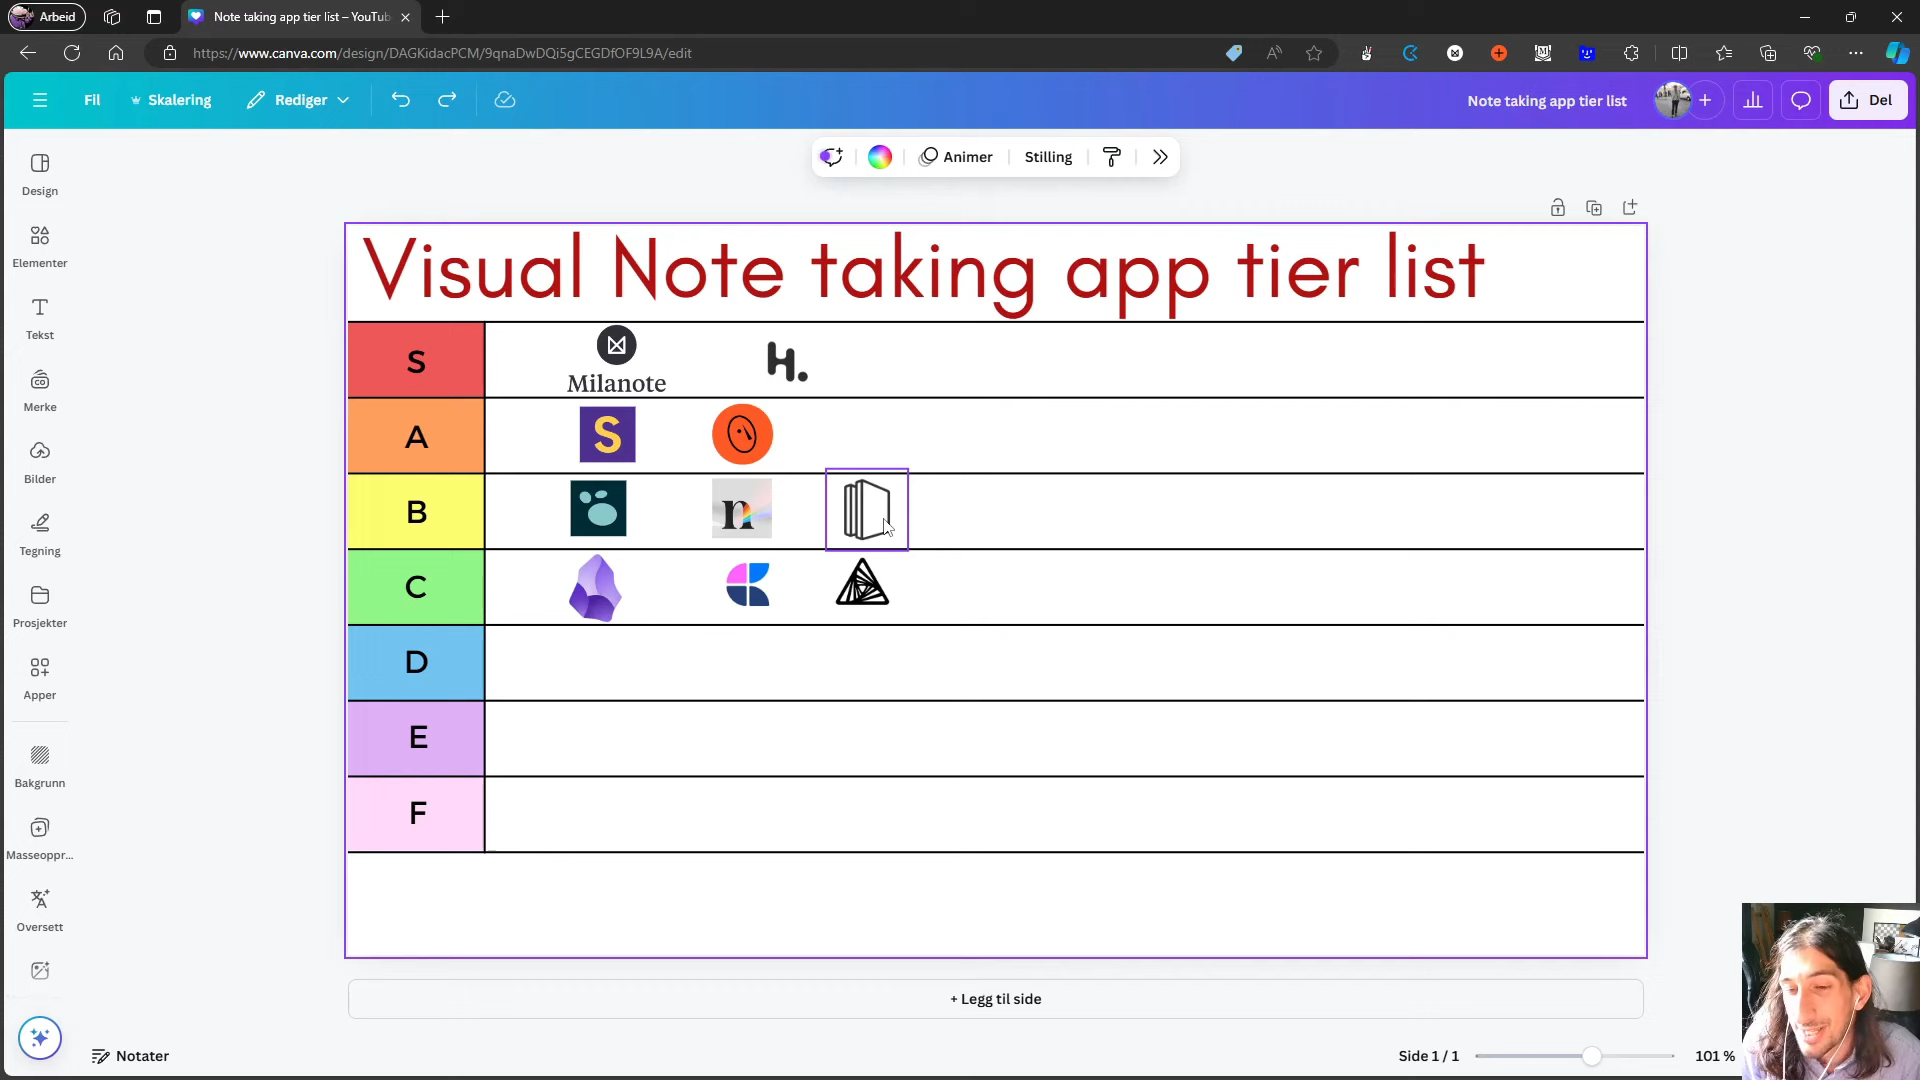 Arbeid
Note taking app tier list – YouTub
https://www.canva.com/design/DAGKidacPCM/9qnaDwDQi5gCEGDfOF9L9A/edit
Fil
Skalering
Rediger
Note taking app tier list
Del
Animer
Stilling
Design
Elementer
Tekst
Merke
Bilder
Tegning
Prosjekter
Apper
Bakgrunn
Masseoppr...
Oversett
Visual Note taking app tier list
S
Milanote
H.
A
S
B
n
C
D
E
F
+ Legg til side
Notater
Side 1 / 1
101 %